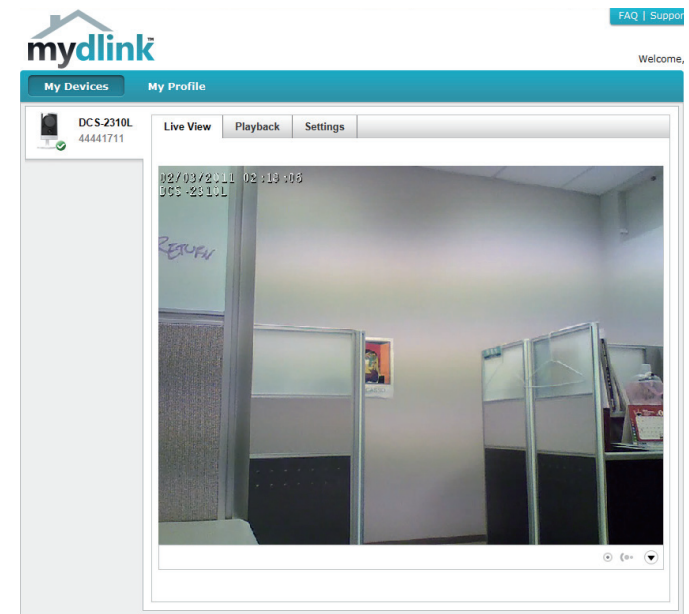 FAQ | Suppor
mydlink
Welcome,
My Devices
My Profile
DCS-2310L
44441711
Live View
Playback
Settings
02/03/2011 02:18:06
DCS-2310L
RETURN